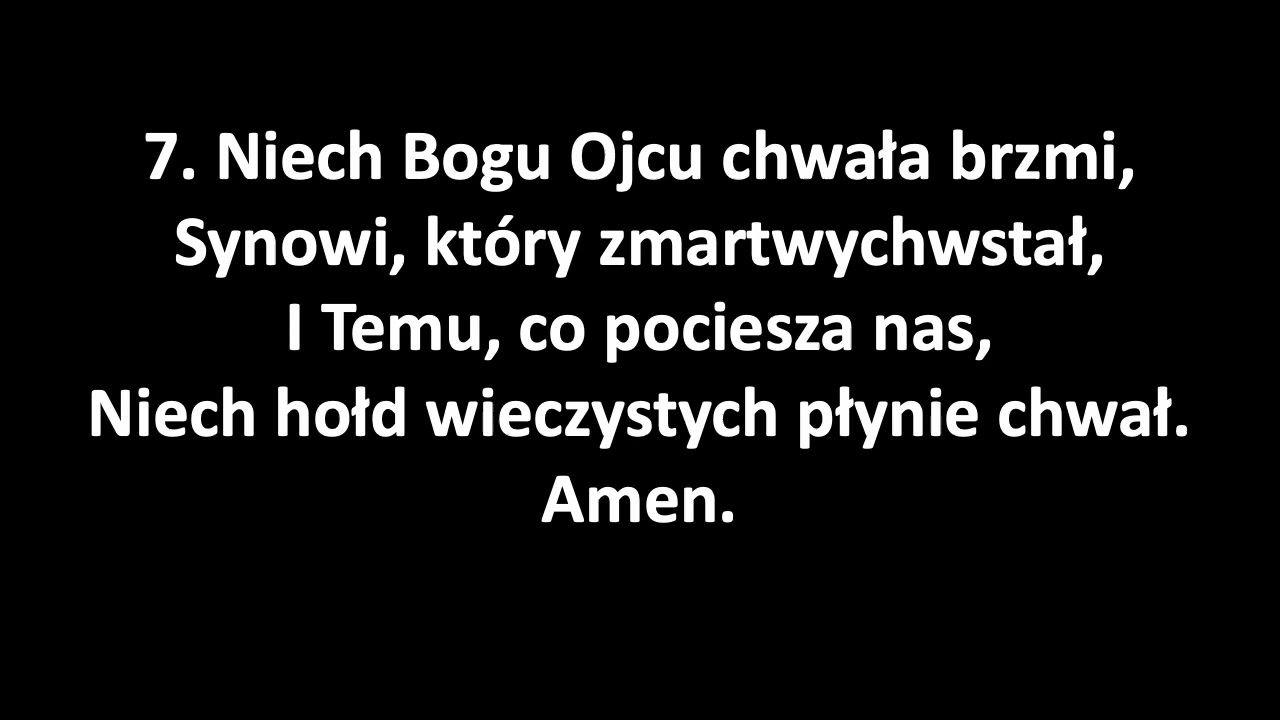 7. Niech Bogu Ojcu chwała brzmi,
Synowi, który zmartwychwstał,
I Temu, co pociesza nas,
Niech hołd wieczystych płynie chwał.
Amen.